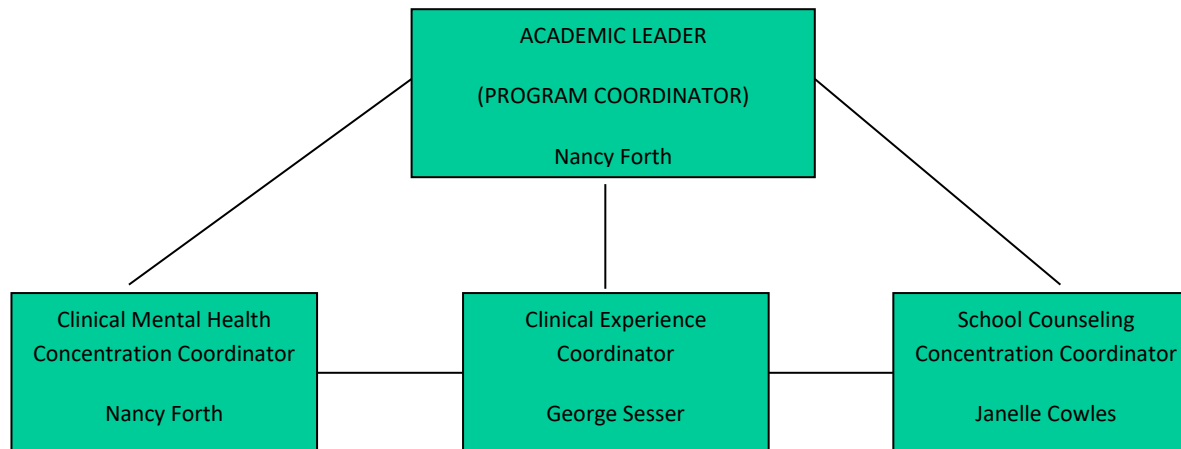 ACADEMIC LEADER
(PROGRAM COORDINATOR)
Nancy Forth
Clinical Mental Health
Concentration Coordinator
Nancy Forth
Clinical Experience
Coordinator
George Sesser
School Counseling
Concentration Coordinator
Janelle Cowles